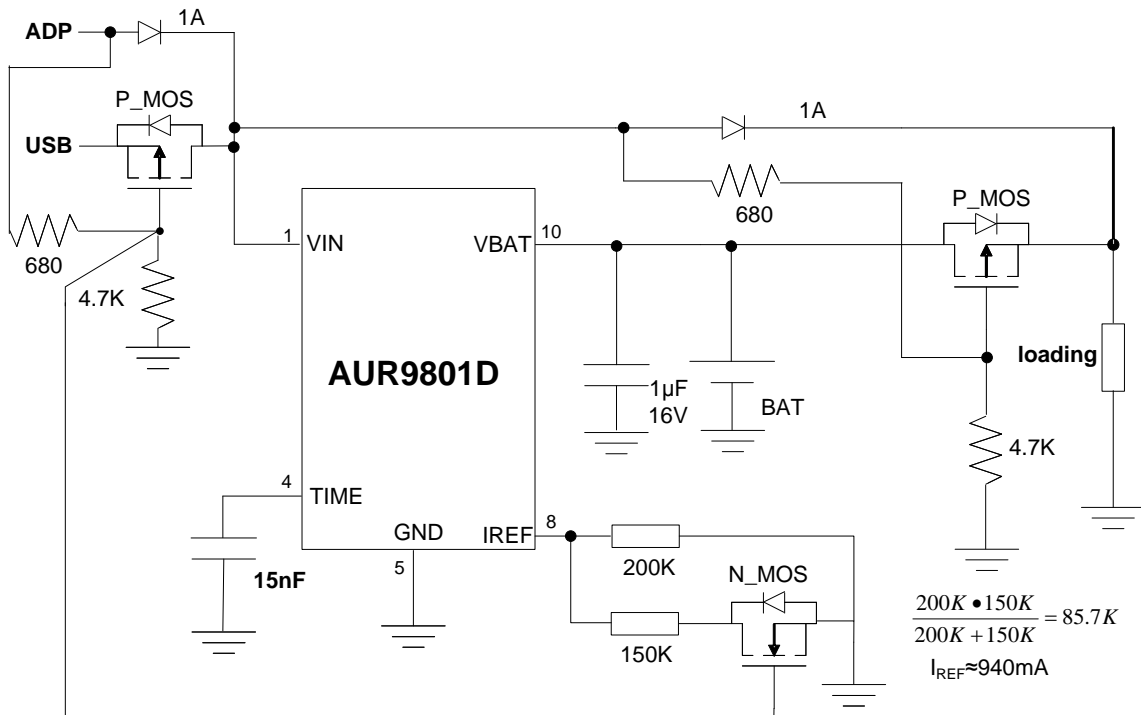 ADP
1A
P_MOS
USB
1A
680
P_MOS
1
VIN
VBAT
10
680
4.7K
AUR9801D
1µF
16V
BAT
loading
4.7K
4
TIME
GND
IREF
8
5
15nF
200K
N_MOS
150K
200K•150K
200K+150K
= 85.7K
IREF≈940mA